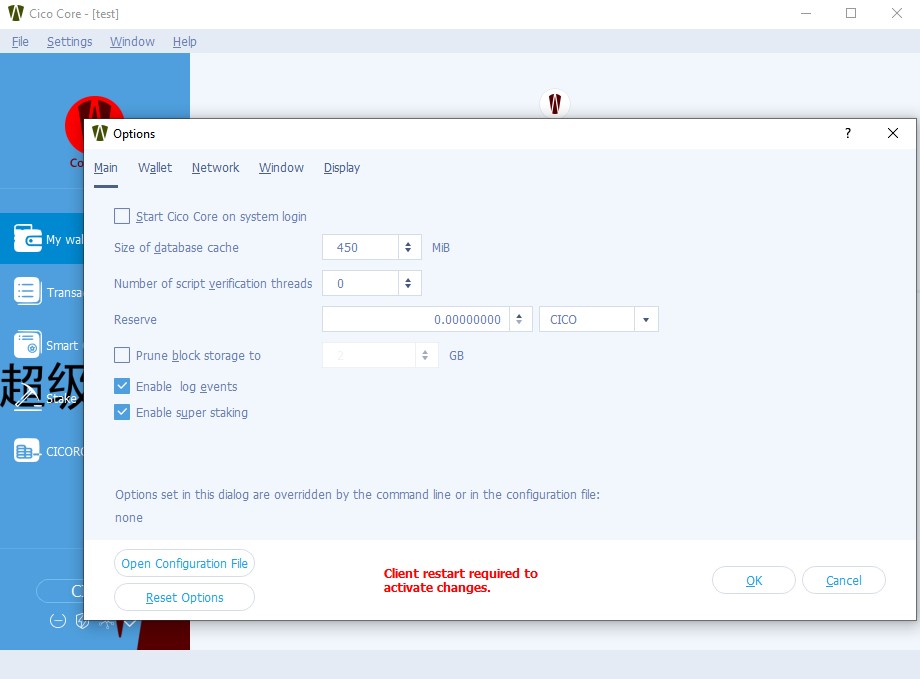 Cico Core - [test]
File Settings Window Help
Options
?
Main Wallet Network Window Display
Start Cico Core on system login
Size of database cache 450 MiB
Number of script verification threads 0
Reserve 0.00000000 CICO
Prune block storage to 2 GB
Enable log events
Enable super staking
Options set in this dialog are overridden by the command line or in the configuration file:
none
Open Configuration File
Reset Options
Client restart required to
activate changes.
OK Cancel
My
Smart
超级
Stake